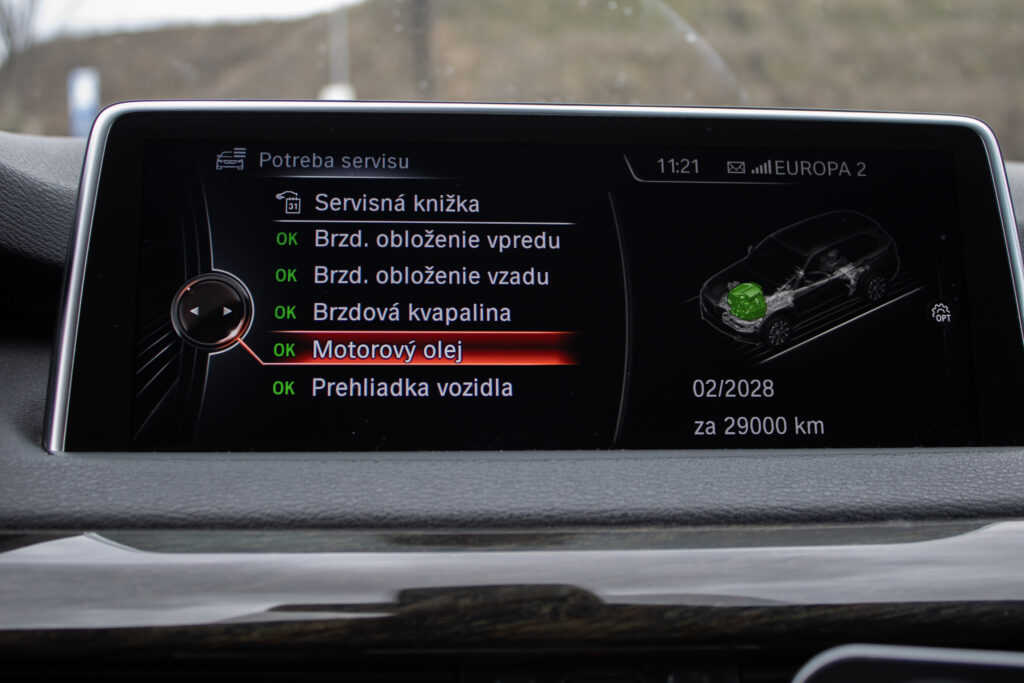 Potreba servisu
11:21 EUROPA 2
31 Servisná knižka
OK Brzd. obloženie vpredu
OK Brzd. obloženie vzadu
OK Brzdová kvapalina
OK Motorový olej
OK Prehliadka vozidla
OPT
02/2028
za 29000 km